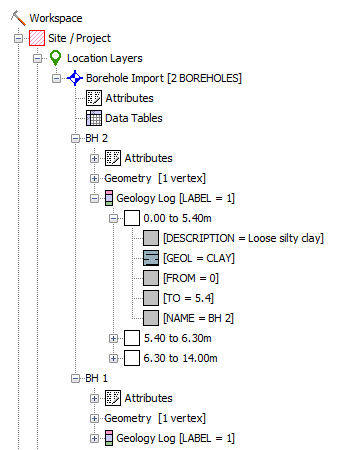 Workspace
Site / Project
Location Layers
Borehole Import [2 BOREHOLES]
Attributes
Data Tables
BH 2
Attributes
Geometry [1 vertex]
Geology Log [LABEL = 1]
0.00 to 5.40m
[DESCRIPTION = Loose silty clay]
[GEOL = CLAY]
[FROM = 0]
[TO = 5.4]
[NAME = BH 2]
5.40 to 6.30m
6.30 to 14.00m
BH 1
Attributes
Geometry [1 vertex]
Geology Log [LABEL = 1]